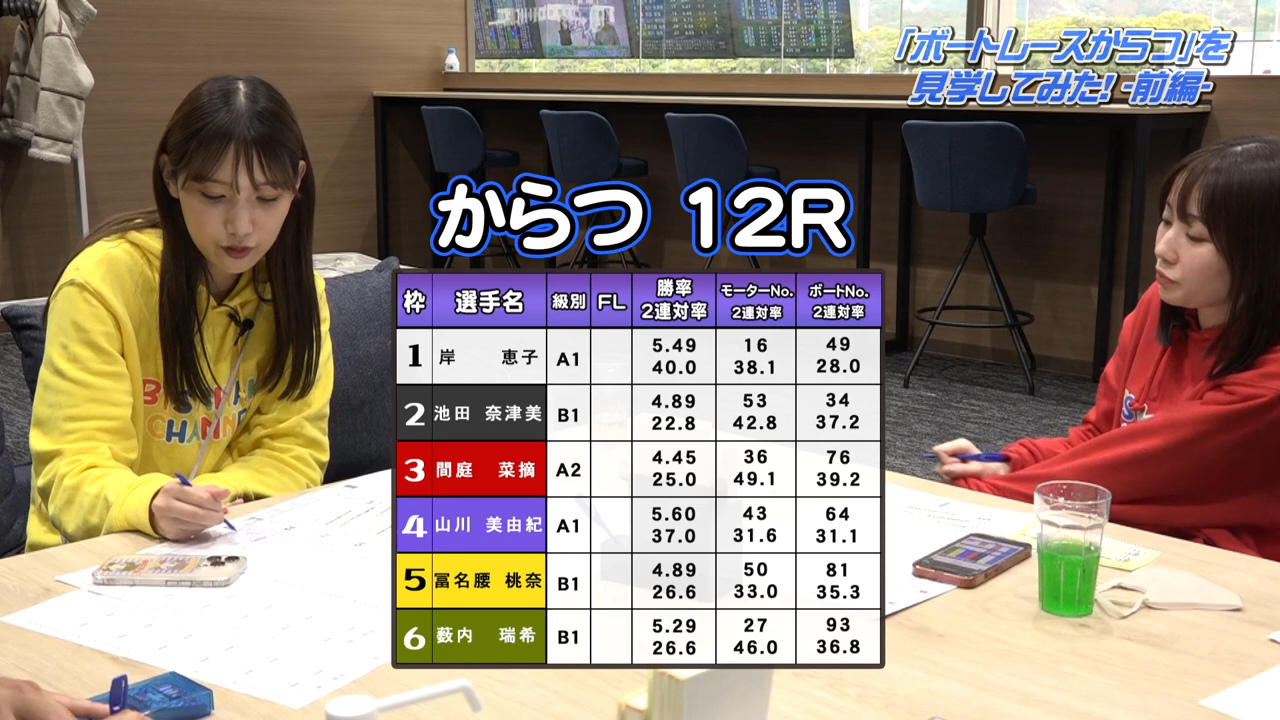 「ボートレースからつ」を
見学してみた! -前編-
からつ 12R
枠 選手名 級別 FL 勝率 2連対率 モーターNo. 2連対率 ボートNo. 2連対率
1 岸 恵子 A1 5.49 40.0 16 38.1 49 28.0
2 池田 奈津美 B1 4.89 22.8 53 42.8 34 37.2
3 間庭 菜摘 A2 4.45 25.0 36 49.1 76 39.2
4 山川 美由紀 A1 5.60 37.0 43 31.6 64 31.1
5 冨名腰 桃奈 B1 4.89 26.6 50 33.0 81 35.3
6 藪内 瑞希 B1 5.29 26.6 27 46.0 93 36.8